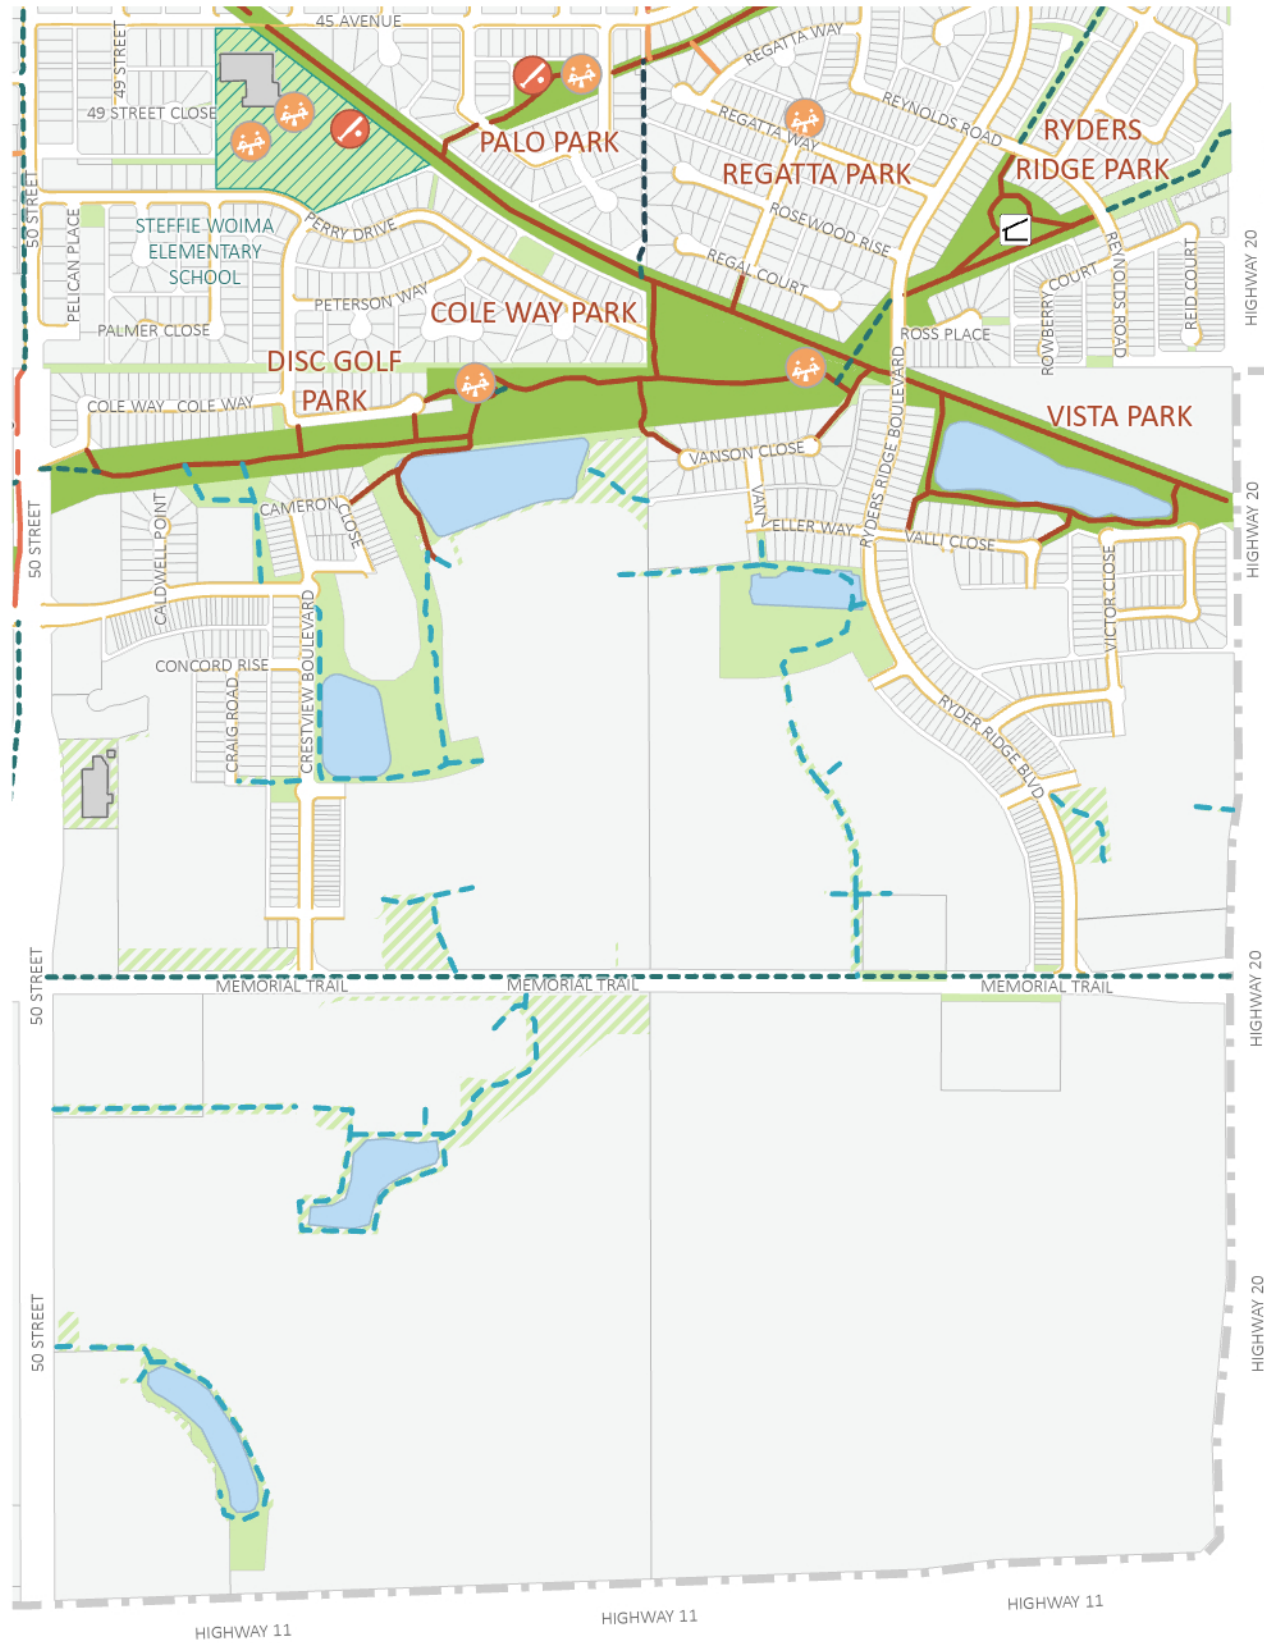 45 AVENUE
49 STREET
REGATTA WAY
49 STREET CLOSE
REYNOLDS ROAD
REGATTA WAY
PALO PARK
RYDERS
RIDGE PARK
REGATTA PARK
50 STREET
PELICAN PLACE
STEFFIE WOIMA
ELEMENTARY
SCHOOL
PERRY DRIVE
ROSEWOOD RISE
REGAL COURT
PETERSON WAY
COLE WAY PARK
PALMER CLOSE
ROSS PLACE
ROWBERRY COURT
REYNOLDS ROAD
REID COURT
HIGHWAY 20
DISC GOLF
PARK
COLE WAY
COLE WAY
RYDERS RIDGE BOULEVARD
VISTA PARK
VANSON CLOSE
CAMERON CLOSE
CALDWELL POINT
50 STREET
VAN VELLER WAY
VALLI CLOSE
VICTOR CLOSE
HIGHWAY 20
CONCORD RISE
CRAIG ROAD
CRESTVIEW BOULEVARD
RYDER RIDGE BLVD
50 STREET
MEMORIAL TRAIL
MEMORIAL TRAIL
MEMORIAL TRAIL
HIGHWAY 20
50 STREET
HIGHWAY 20
HIGHWAY 11
HIGHWAY 11
HIGHWAY 11